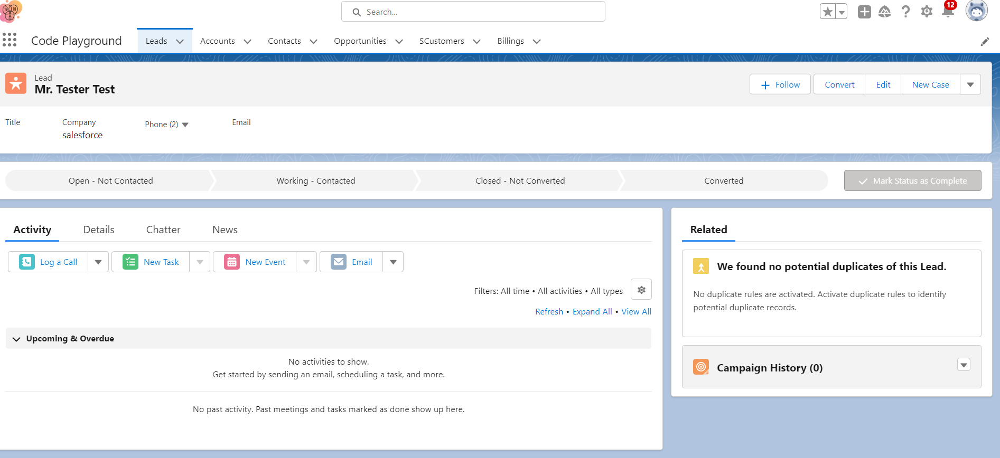 Search...
12
Code Playground
Leads
Accounts
Contacts
Opportunities
SCustomers
Billings
Lead
Mr. Tester Test
+ Follow
Convert
Edit
New Case
Title
Company
Phone (2)
Email
salesforce
Open - Not Contacted
Working - Contacted
Closed - Not Converted
Converted
Mark Status as Complete
Activity
Details
Chatter
News
Related
Log a Call
New Task
New Event
Email
Filters: All time • All activities • All types
Refresh • Expand All • View All
Upcoming & Overdue
No activities to show.
Get started by sending an email, scheduling a task, and more.
No past activity. Past meetings and tasks marked as done show up here.
We found no potential duplicates of this Lead.
No duplicate rules are activated. Activate duplicate rules to identify
potential duplicate records.
Campaign History (0)